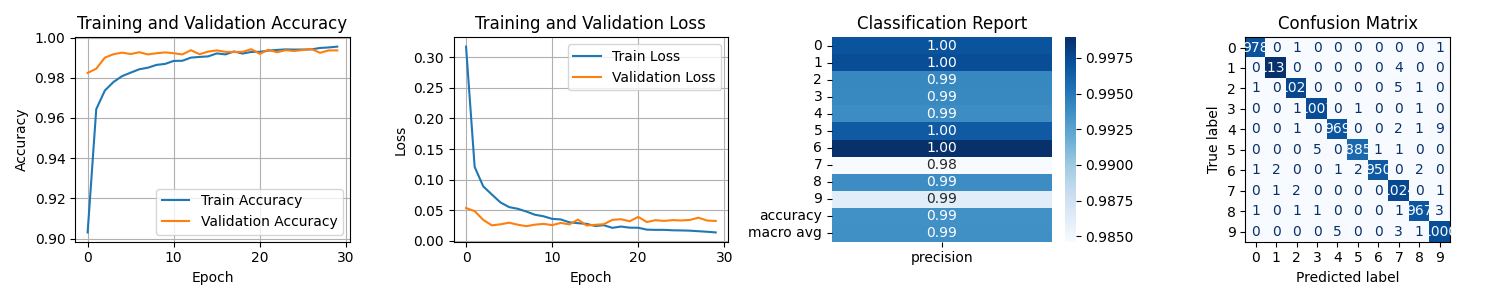 Training and Validation Accuracy
1.00
0.98
0.96
0.94
0.92
0.90
Accuracy
Train Accuracy
Validation Accuracy
0 10 20 30
Epoch
Training and Validation Loss
0.30
0.25
0.20
0.15
0.10
0.05
0.00
Loss
Train Loss
Validation Loss
0 10 20 30
Epoch
Classification Report
0 1.00
1 1.00
2 0.99
3 0.99
4 0.99
5 1.00
6 1.00
7 0.98
8 0.99
9 0.99
accuracy 0.99
macro avg 0.99
precision
0.9975
0.9950
0.9925
0.9900
0.9875
0.9850
Confusion Matrix
True label
0 978 0 1 0 0 0 0 0 0 1
1 0 0 0 0 0 0 4 0 0
2 1 0 0 0 0 0 5 1 0
3 0 0 1 0 1 0 0 1 0
4 0 0 1 0 969 0 0 2 1 9
5 0 0 0 5 0 885 1 1 0 0
6 1 2 0 0 1 2 950 0 2 0
7 0 1 2 0 0 0 0 0 1
8 1 0 1 1 0 0 0 1 967 3
9 0 0 0 0 5 0 0 3 1
0 1 2 3 4 5 6 7 8 9
Predicted label